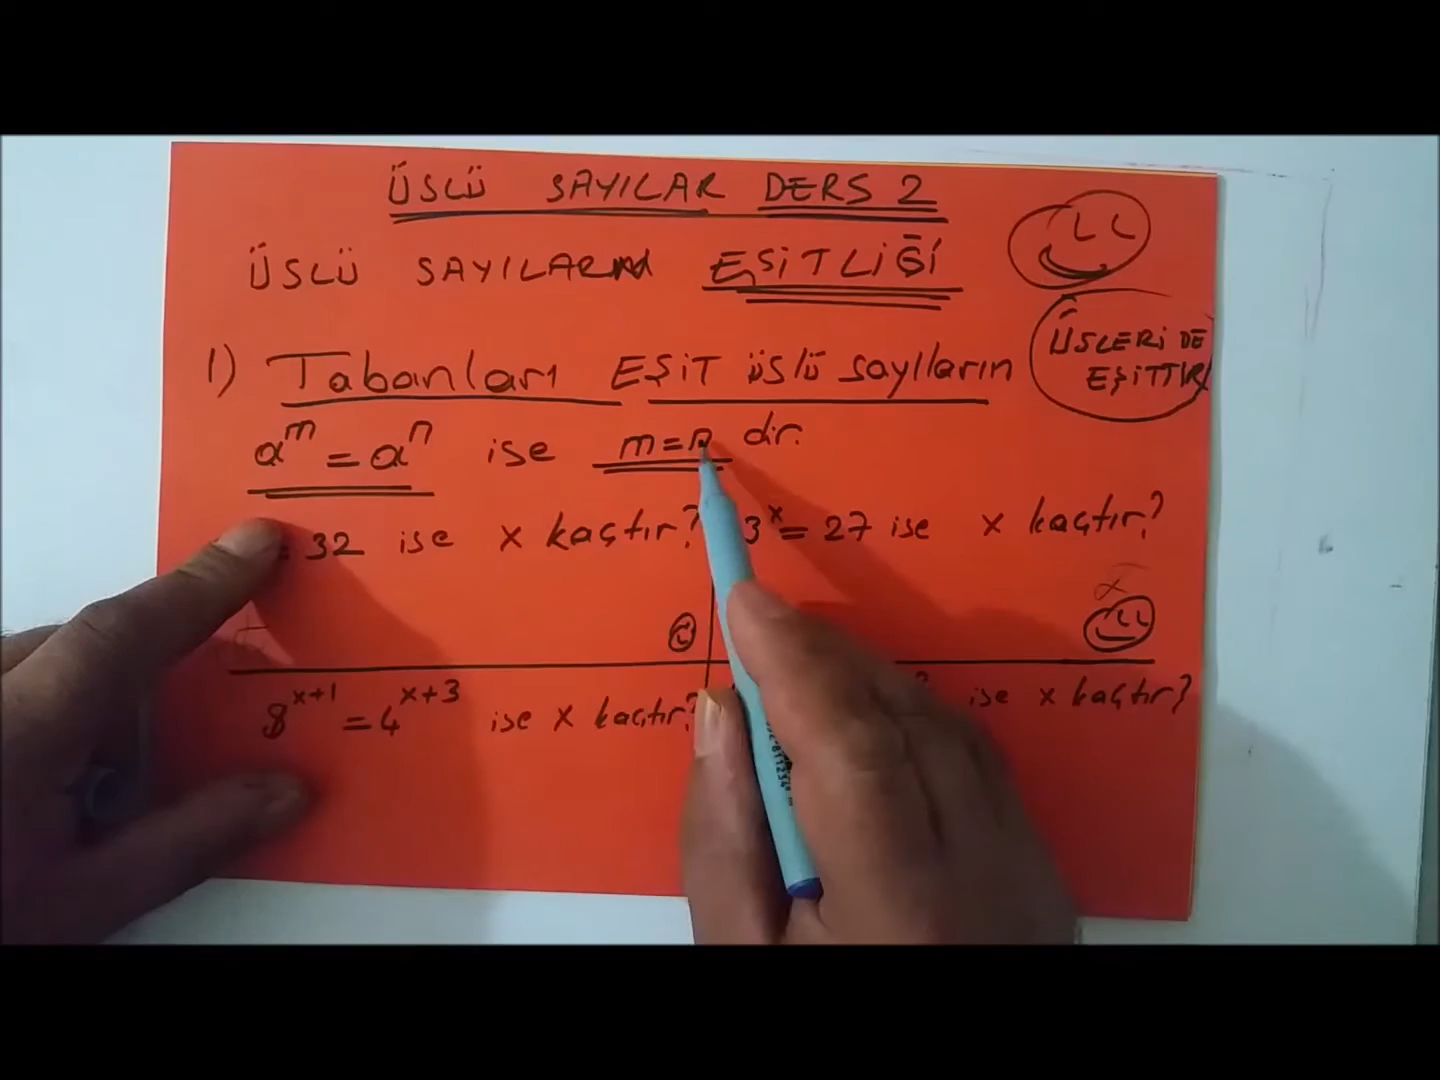 ÜSLÜ SAYILAR DERS 2
ÜSLÜ SAYILARIN EŞİTLİĞİ
1) Tabanları EŞİT üslü sayıların
ÜSLERİ DE
EŞİTTİR
a^m = a^n ise m=n dir.
= 32 ise x kaçtır?
3^x = 27 ise x kaçtır?
8^x+1 = 4^x+3 ise x kaçtır?
ise x kaçtır?